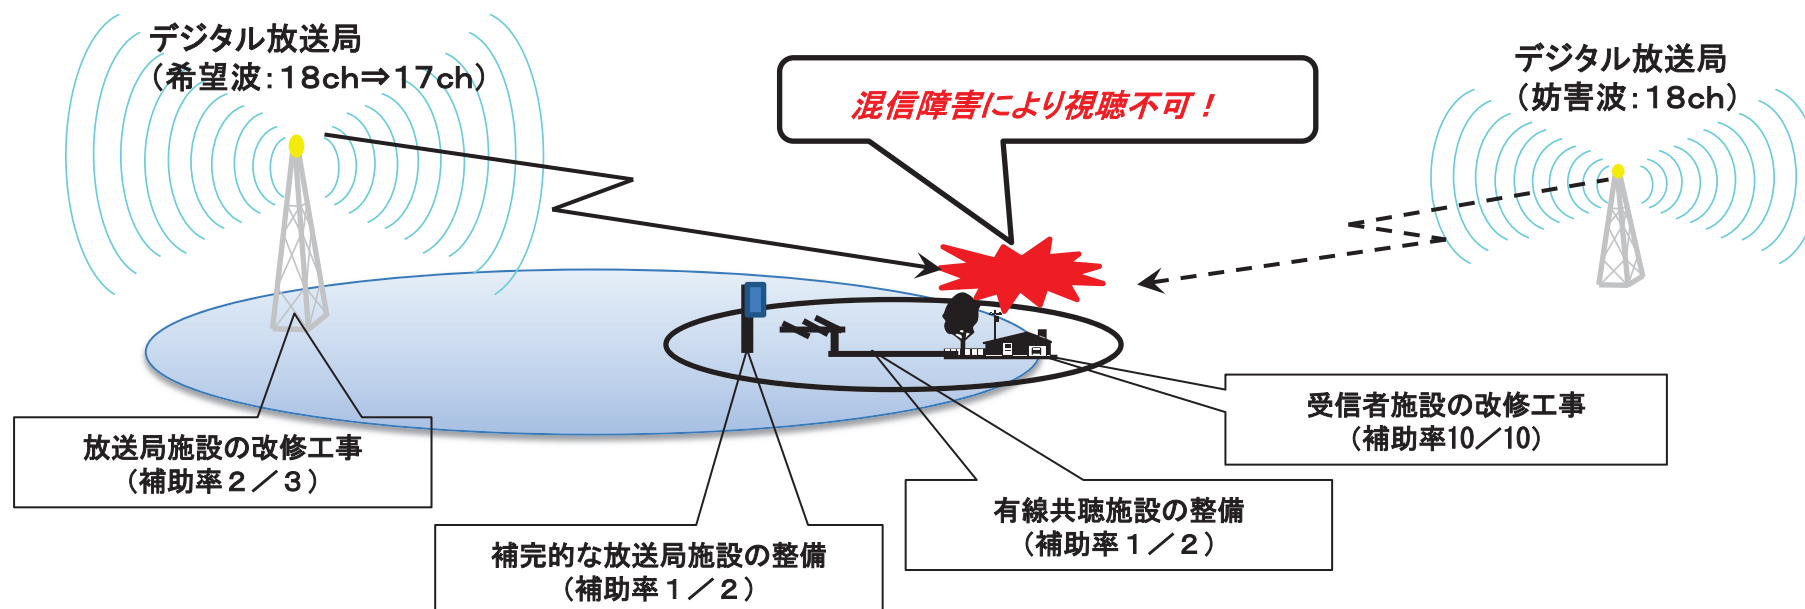 デジタル放送局
（希望波：18ch⇒17ch）
混信障害により視聴不可！
デジタル放送局
（妨害波：18ch）
放送局施設の改修工事
（補助率２／３）
補完的な放送局施設の整備
（補助率１／２）
有線共聴施設の整備
（補助率１／２）
受信者施設の改修工事
（補助率10／10）